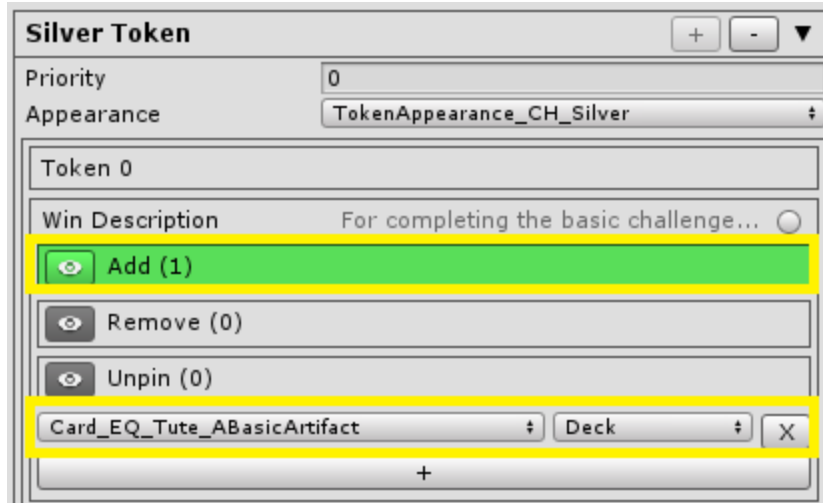 Silver Token + - ▼
Priority 0
Appearance TokenAppearance_CH_Silver
Token 0
Win Description For completing the basic challenge...
Add (1)
Remove (0)
Unpin (0)
Card_EQ_Tute_ABasicArtifact Deck X
+